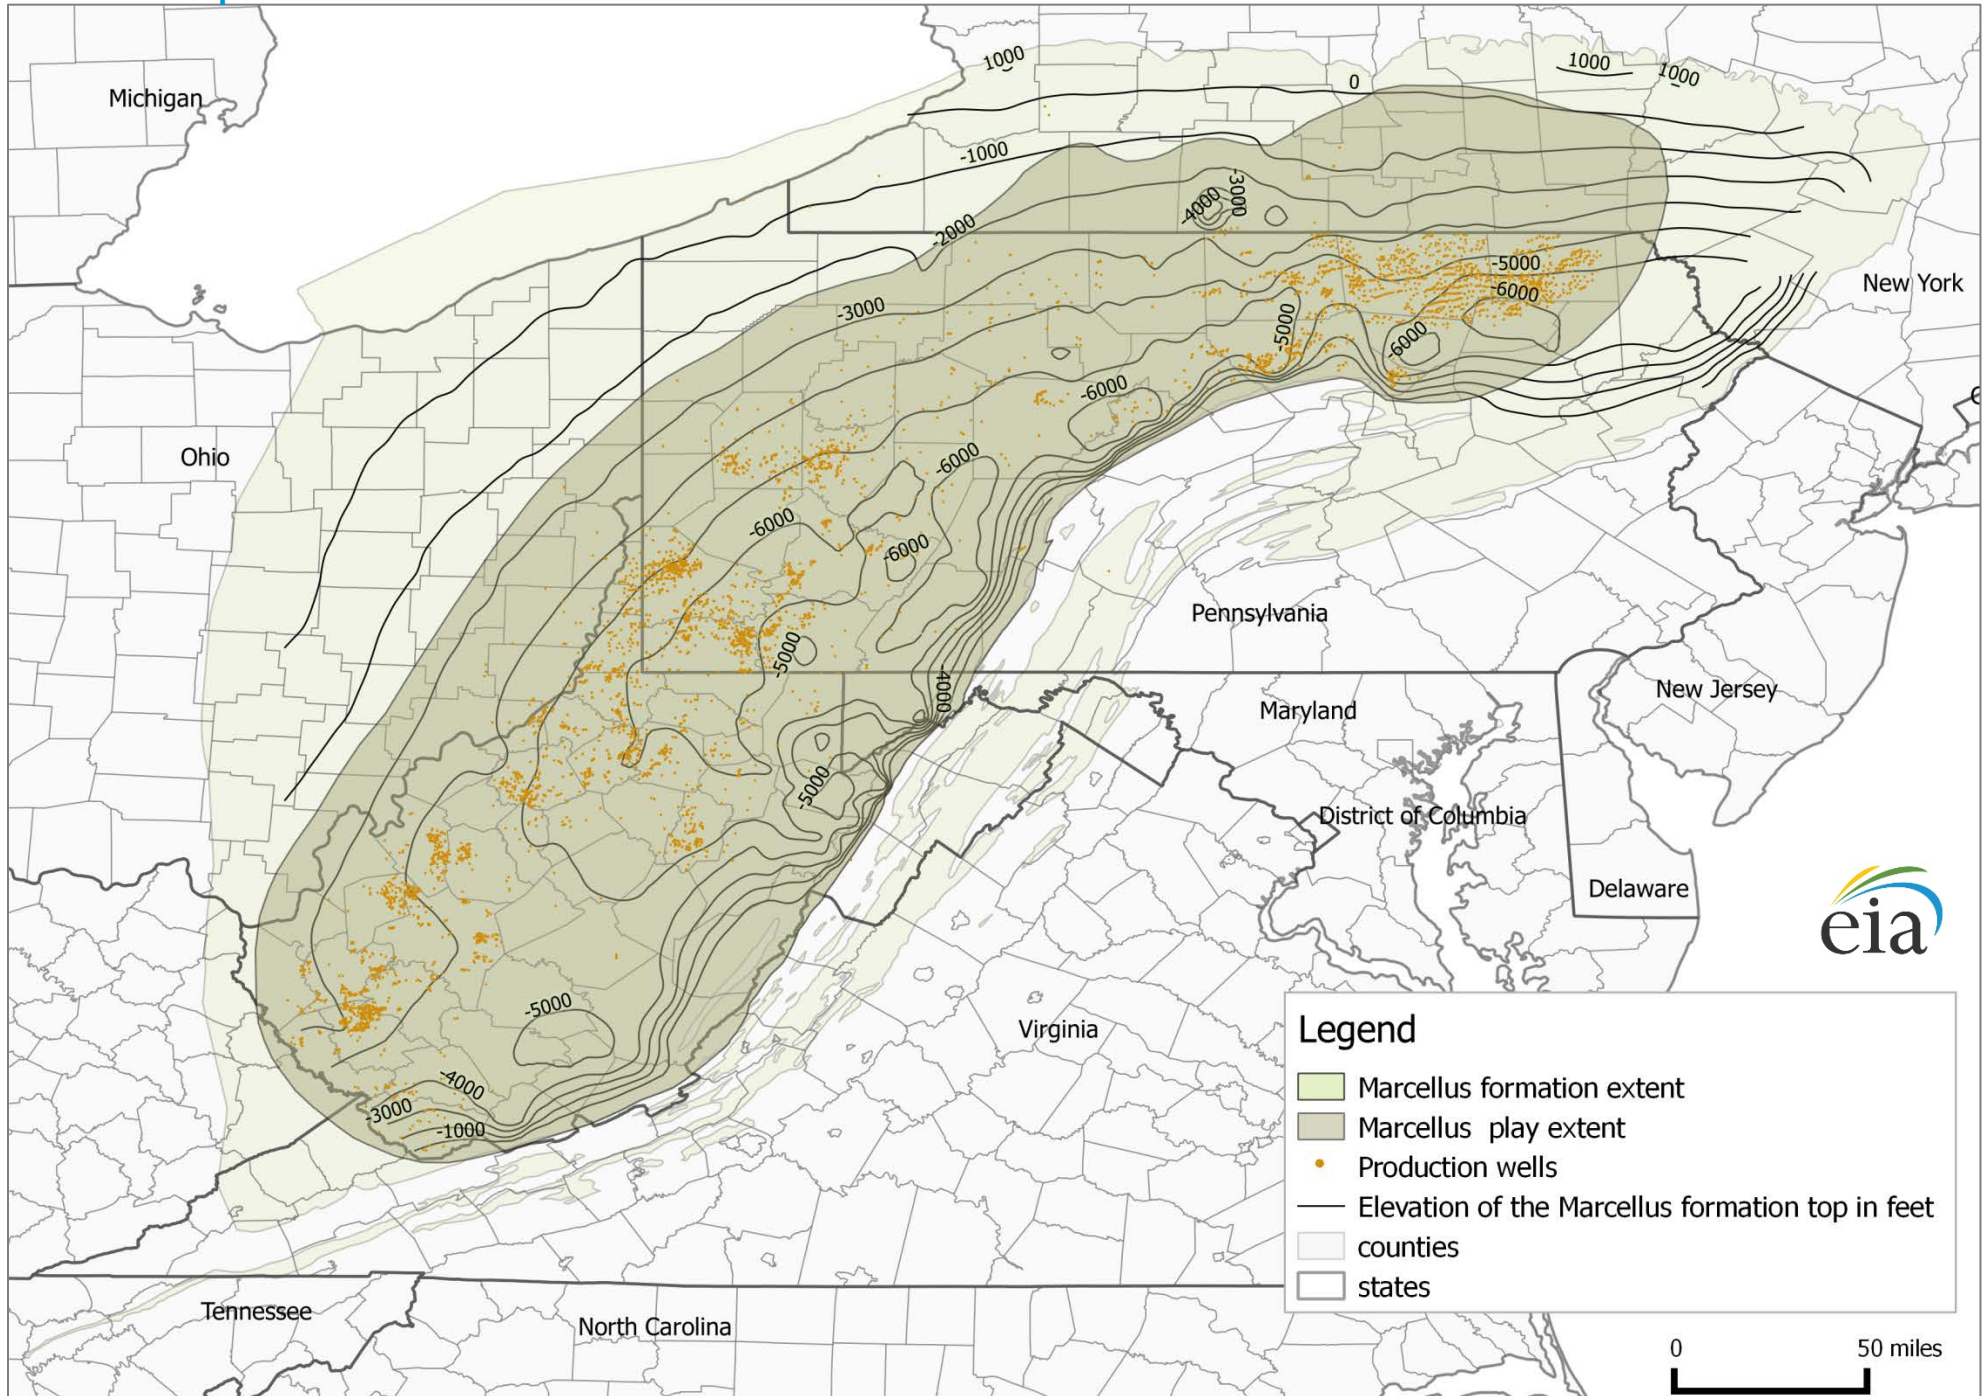 1000
1000
1000
0
Michigan
-1000
-3000
-4000
-2000
-5000
New York
-6000
-3000
-5000
-6000
-6000
Ohio
-6000
-6000
-6000
Pennsylvania
-5000
-4000
New Jersey
Maryland
-5000
District of Columbia
Delaware
eia
-5000
Virginia
Legend
Marcellus formation extent
Marcellus play extent
Production wells
Elevation of the Marcellus formation top in feet
counties
states
-4000
-3000
-1000
Tennessee
North Carolina
0 50 miles